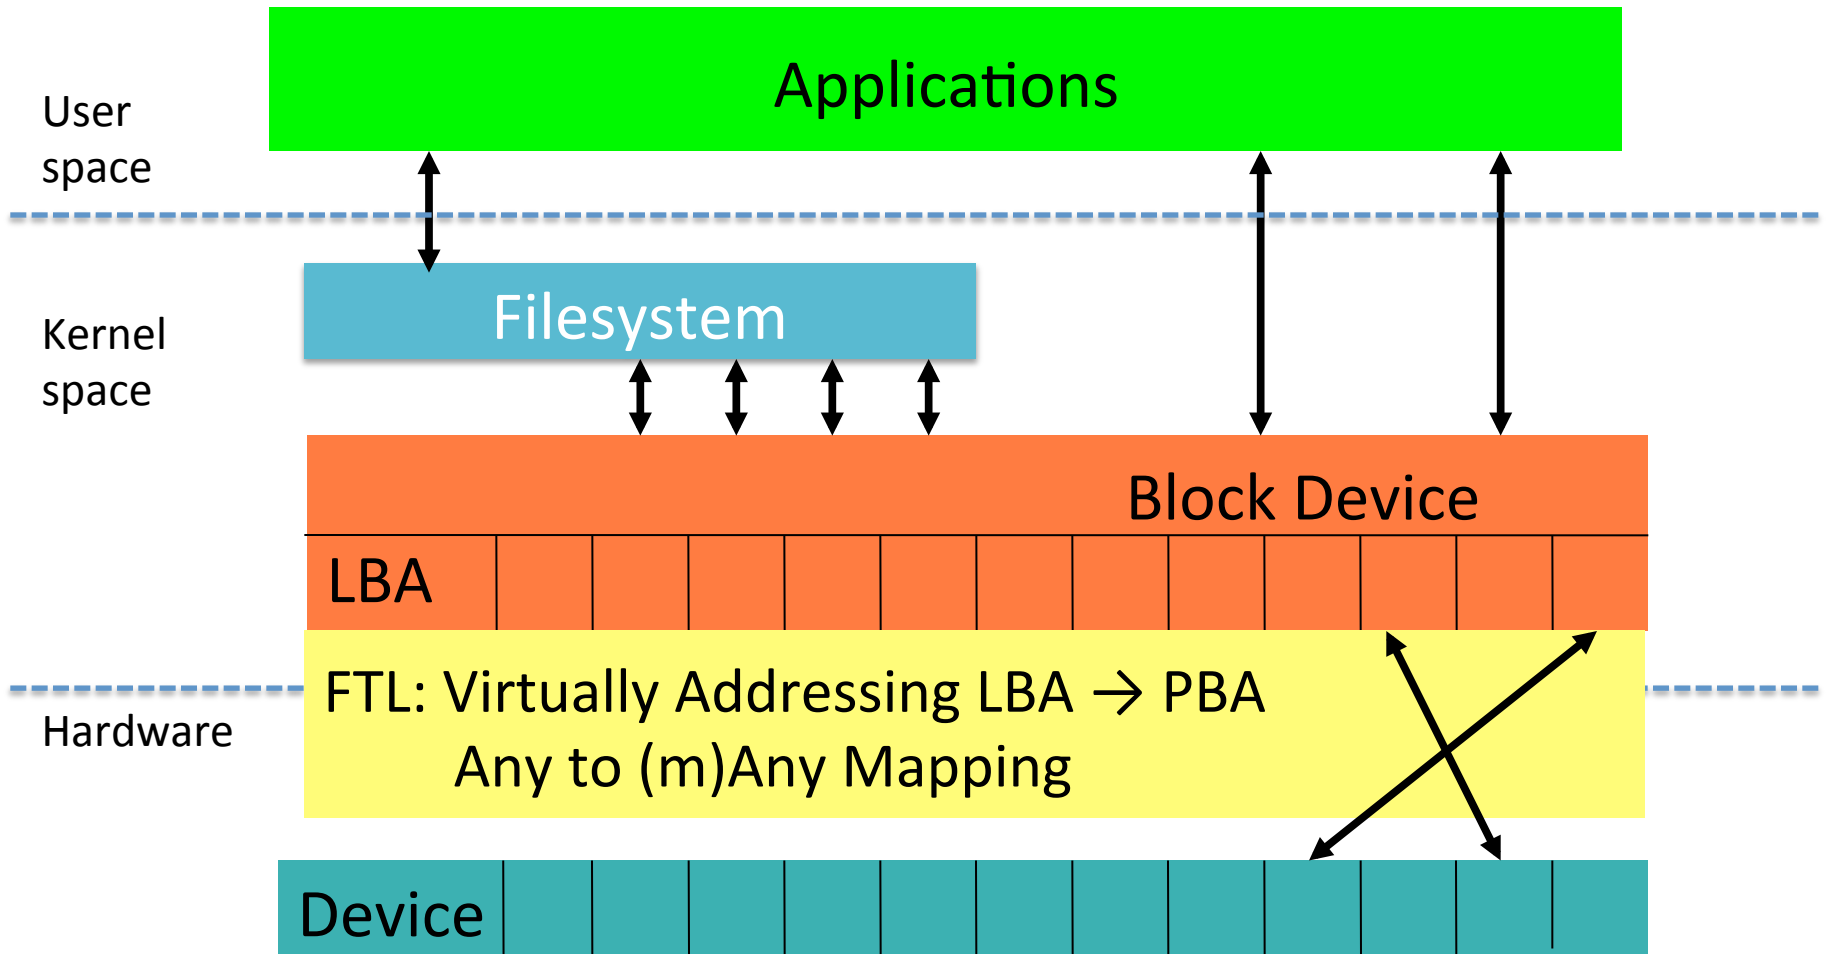 Applications
User
space
Filesystem
Kernel
space
Block Device
LBA
FTL: Virtually Addressing LBA → PBA
Any to (m)Any Mapping
Hardware
Device